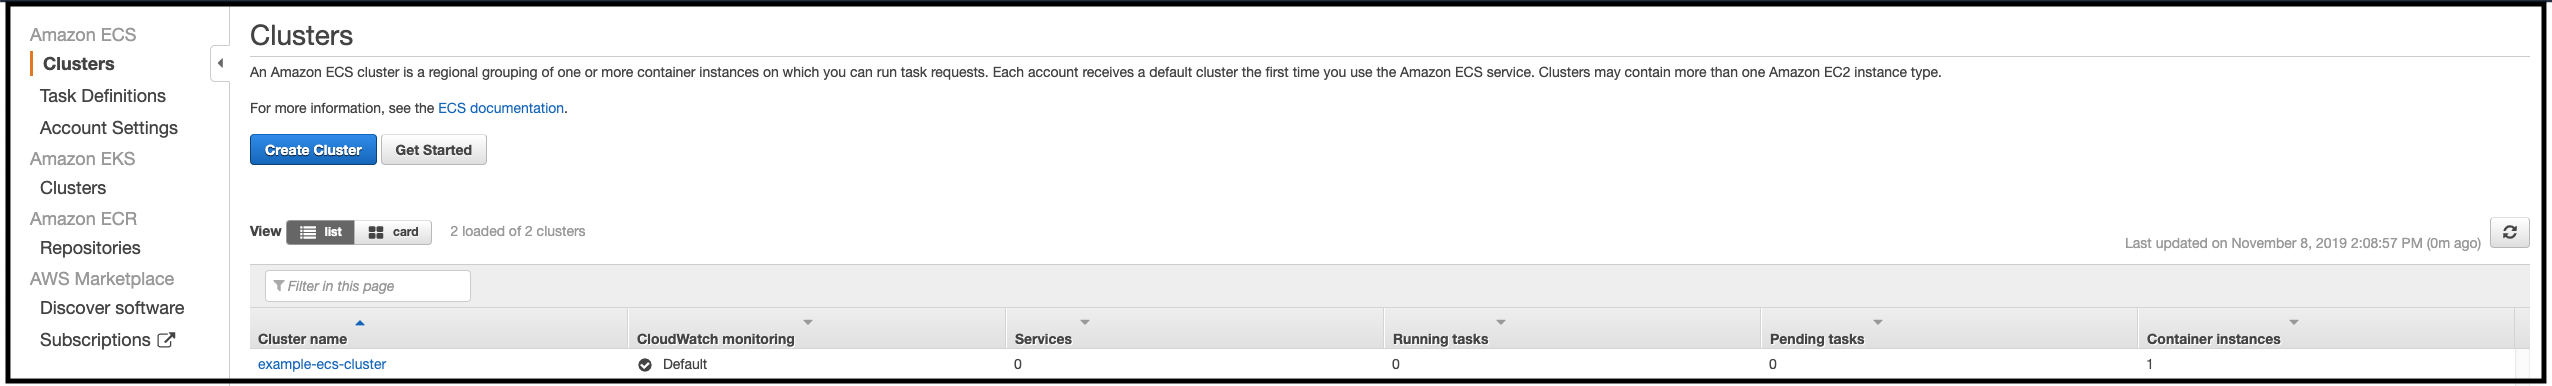 Amazon ECS
Clusters
Task Definitions
Account Settings
Amazon EKS
Clusters
Amazon ECR
Repositories
AWS Marketplace
Discover software
Subscriptions
Clusters
An Amazon ECS cluster is a regional grouping of one or more container instances on which you can run task requests. Each account receives a default cluster the first time you use the Amazon ECS service. Clusters may contain more than one Amazon EC2 instance type.
For more information, see the ECS documentation.
Create Cluster Get Started
View list card 2 loaded of 2 clusters
Last updated on November 8, 2019 2:08:57 PM (0m ago)
Filter in this page
Cluster name CloudWatch monitoring Services Running tasks Pending tasks Container instances
example-ecs-cluster Default 0 0 0 1